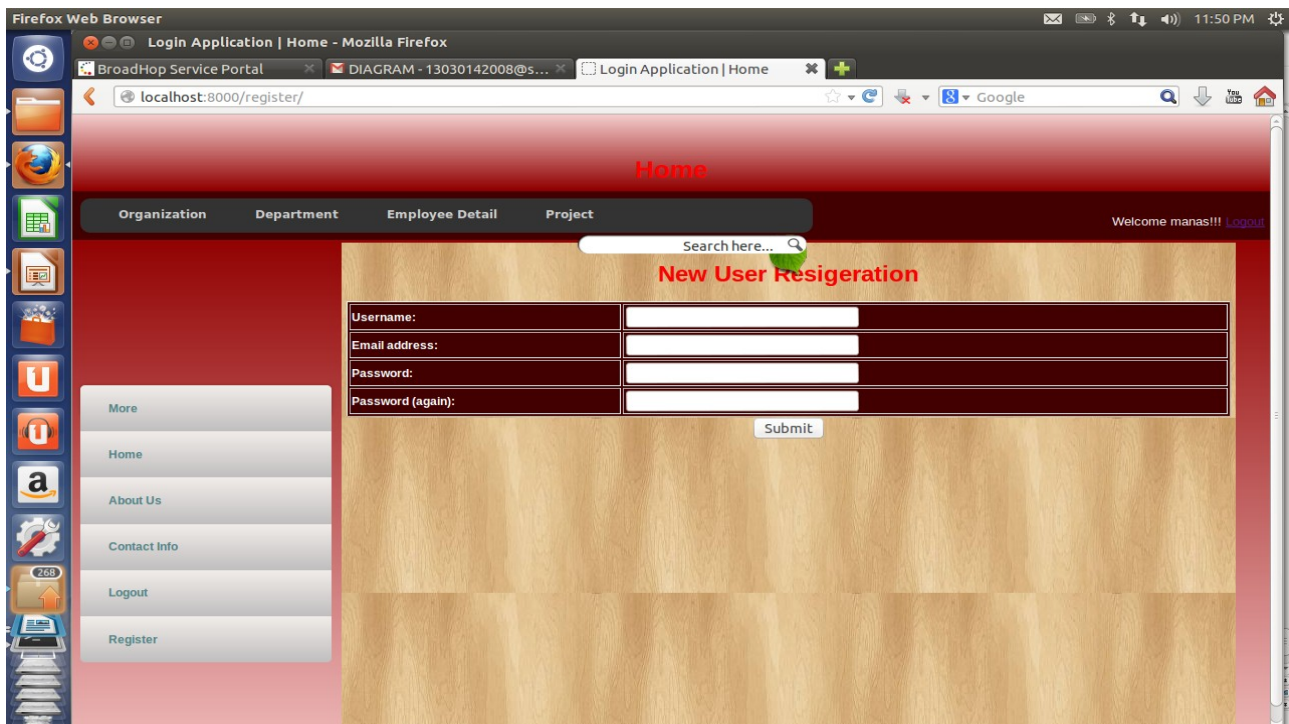 Firefox Web Browser
11:50 PM
Login Application | Home - Mozilla Firefox
BroadHop Service Portal
DIAGRAM - 13030142008@s...
Login Application | Home
localhost:8000/register/
Google
You
Tube
Home
Organization Department Employee Detail Project
Welcome manas!!! Logout
Search here...
New User Resigeration
Username:
Email address:
Password:
Password (again):
Submit
More
Home
About Us
Contact Info
Logout
Register
268